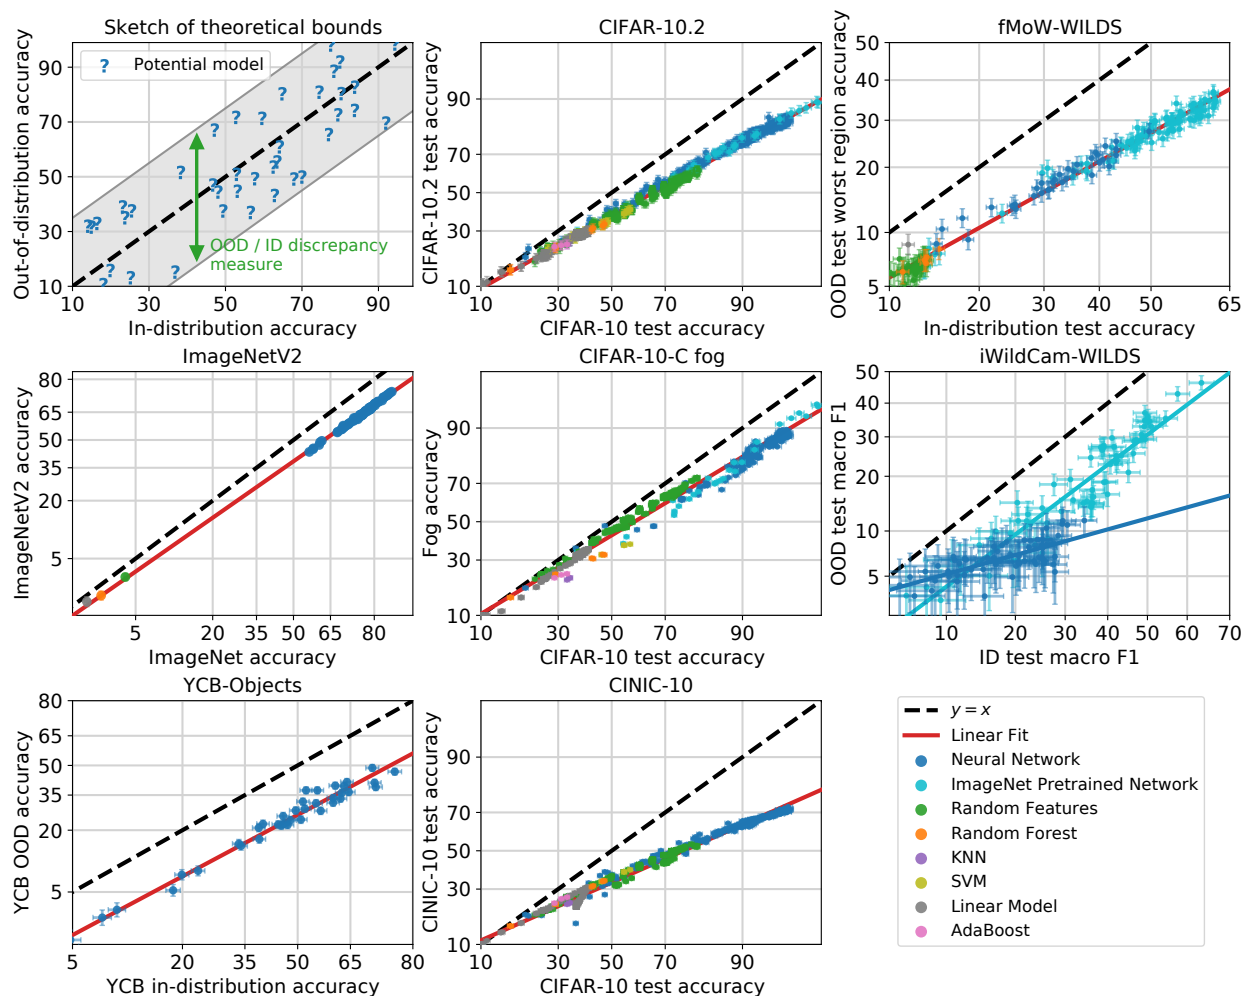 Sketch of theoretical bounds
Out-of-distribution accuracy
90
70
50
30
10
? Potential model
OOD / ID discrepancy
measure
10 30 50 70 90
In-distribution accuracy
CIFAR-10.2
CIFAR-10.2 test accuracy
90
70
50
30
10
10 30 50 70 90
CIFAR-10 test accuracy
fMoW-WILDS
OOD test worst region accuracy
50
40
30
20
10
5
10 20 30 40 50 65
In-distribution test accuracy
ImageNetV2
ImageNetV2 accuracy
80
65
50
35
20
5
5 20 35 50 65 80
ImageNet accuracy
CIFAR-10-C fog
Fog accuracy
90
70
50
30
10
10 30 50 70 90
CIFAR-10 test accuracy
iWildCam-WILDS
OOD test macro F1
50
40
30
20
10
5
10 20 30 40 50 60 70
ID test macro F1
YCB-Objects
YCB OOD accuracy
80
65
50
35
20
5
5 20 35 50 65 80
YCB in-distribution accuracy
CINIC-10
CINIC-10 test accuracy
90
70
50
30
10
10 30 50 70 90
CIFAR-10 test accuracy
y = x
Linear Fit
Neural Network
ImageNet Pretrained Network
Random Features
Random Forest
KNN
SVM
Linear Model
AdaBoost